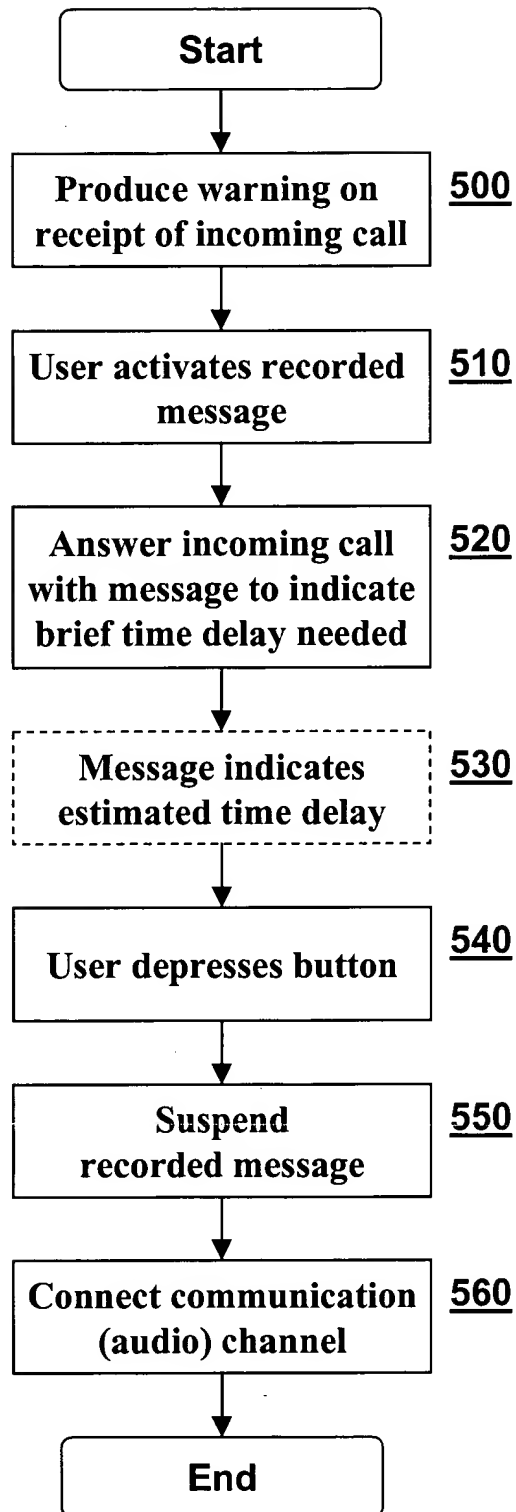 Start
Produce warning on
receipt of incoming call
500
User activates recorded
message
510
Answer incoming call
with message to indicate
brief time delay needed
520
Message indicates
estimated time delay
530
User depresses button
540
Suspend
recorded message
550
Connect communication
(audio) channel
560
End